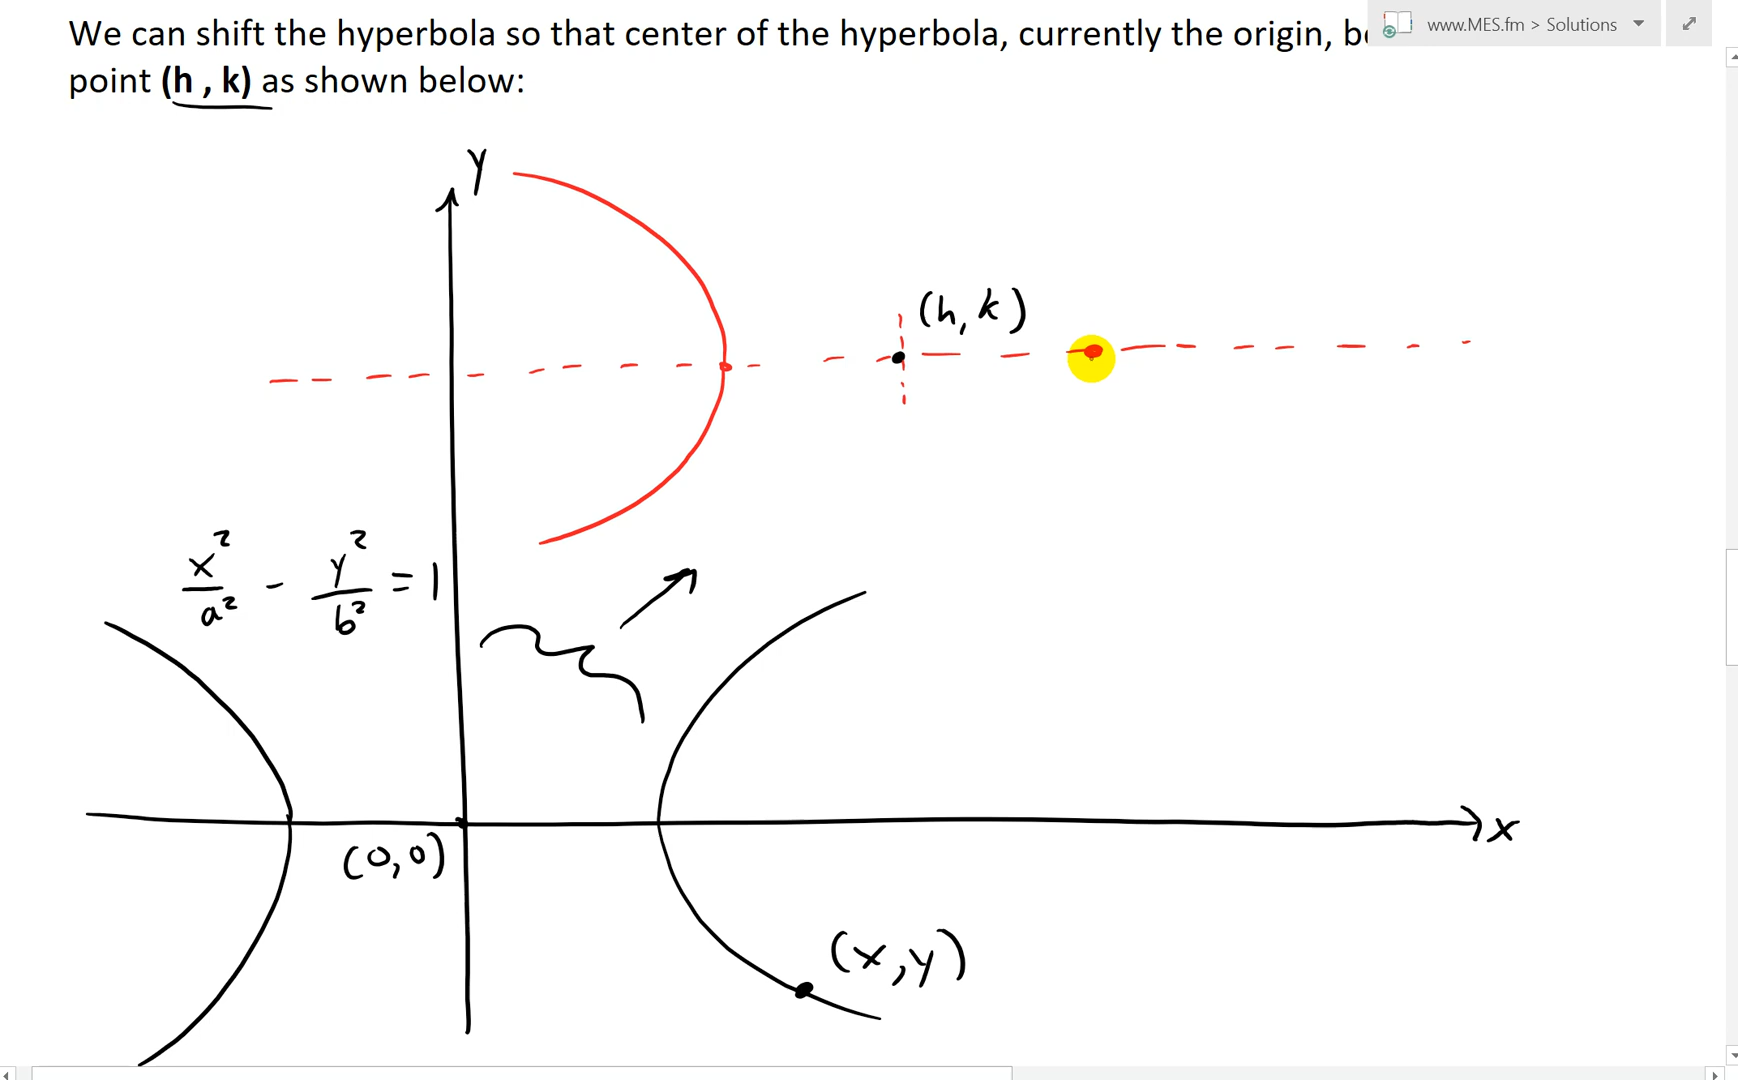 We can shift the hyperbola so that center of the hyperbola, currently the origin,
www.MES.fm > Solutions
point (h , k) as shown below:
y
(h, k)
x² / a² - y² / b² = 1
(0,0)
x
(x,y)